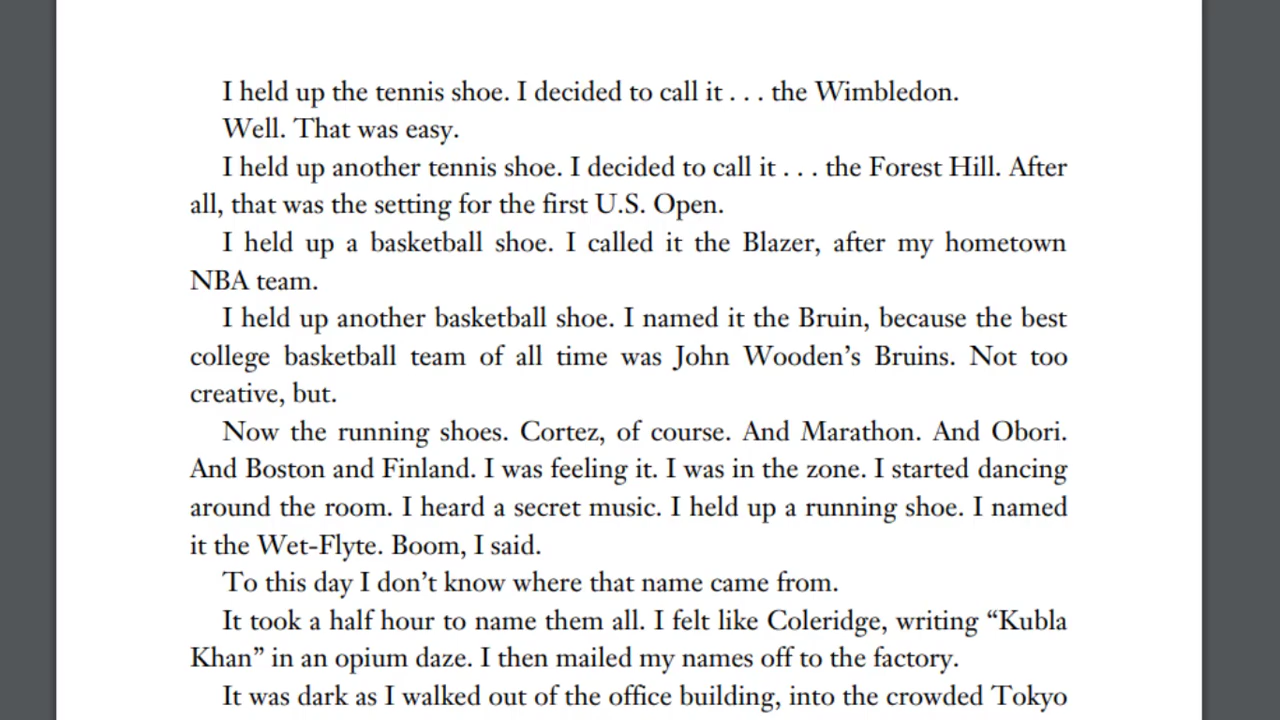 I held up the tennis shoe. I decided to call it . . . the Wimbledon.
Well. That was easy.
I held up another tennis shoe. I decided to call it . . . the Forest Hill. After
all, that was the setting for the first U.S. Open.
I held up a basketball shoe. I called it the Blazer, after my hometown
NBA team.
I held up another basketball shoe. I named it the Bruin, because the best
college basketball team of all time was John Wooden’s Bruins. Not too
creative, but.
Now the running shoes. Cortez, of course. And Marathon. And Obori.
And Boston and Finland. I was feeling it. I was in the zone. I started dancing
around the room. I heard a secret music. I held up a running shoe. I named
it the Wet-Flyte. Boom, I said.
To this day I don’t know where that name came from.
It took a half hour to name them all. I felt like Coleridge, writing “Kubla
Khan” in an opium daze. I then mailed my names off to the factory.
It was dark as I walked out of the office building, into the crowded Tokyo